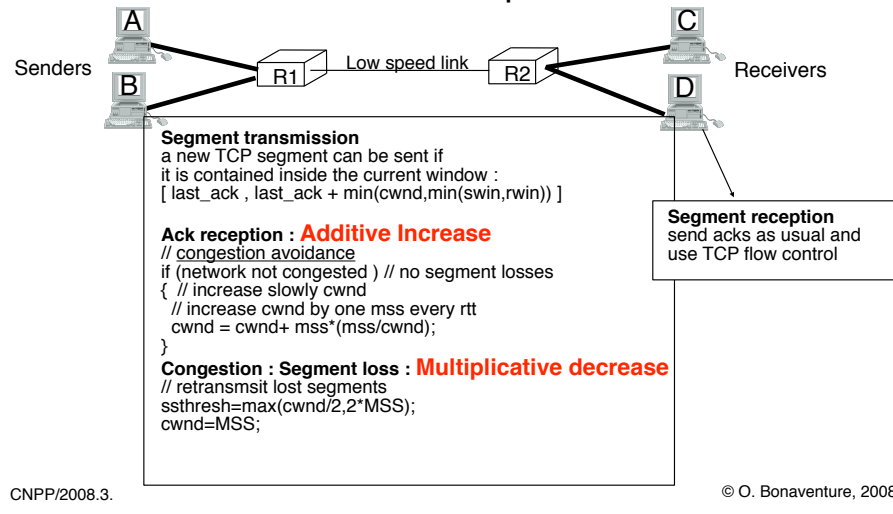 A
C
Senders
R1
Low speed link
R2
Receivers
B
D
Segment transmission
a new TCP segment can be sent if
it is contained inside the current window :
[ last_ack , last_ack + min(cwnd,min(swin,rwin)) ]
Ack reception : Additive Increase
// congestion avoidance
if (network not congested ) // no segment losses
{ // increase slowly cwnd
// increase cwnd by one mss every rtt
cwnd = cwnd+ mss*(mss/cwnd);
}
Congestion : Segment loss : Multiplicative decrease
// retransmsit lost segments
ssthresh=max(cwnd/2,2*MSS);
cwnd=MSS;
Segment reception
send acks as usual and
use TCP flow control
CNPP/2008.3.
© O. Bonaventure, 2008